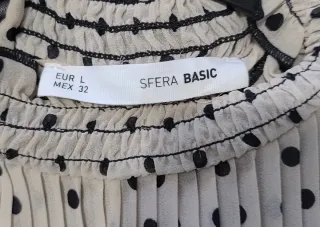 EUR L
MEX 32
SFERA BASIC